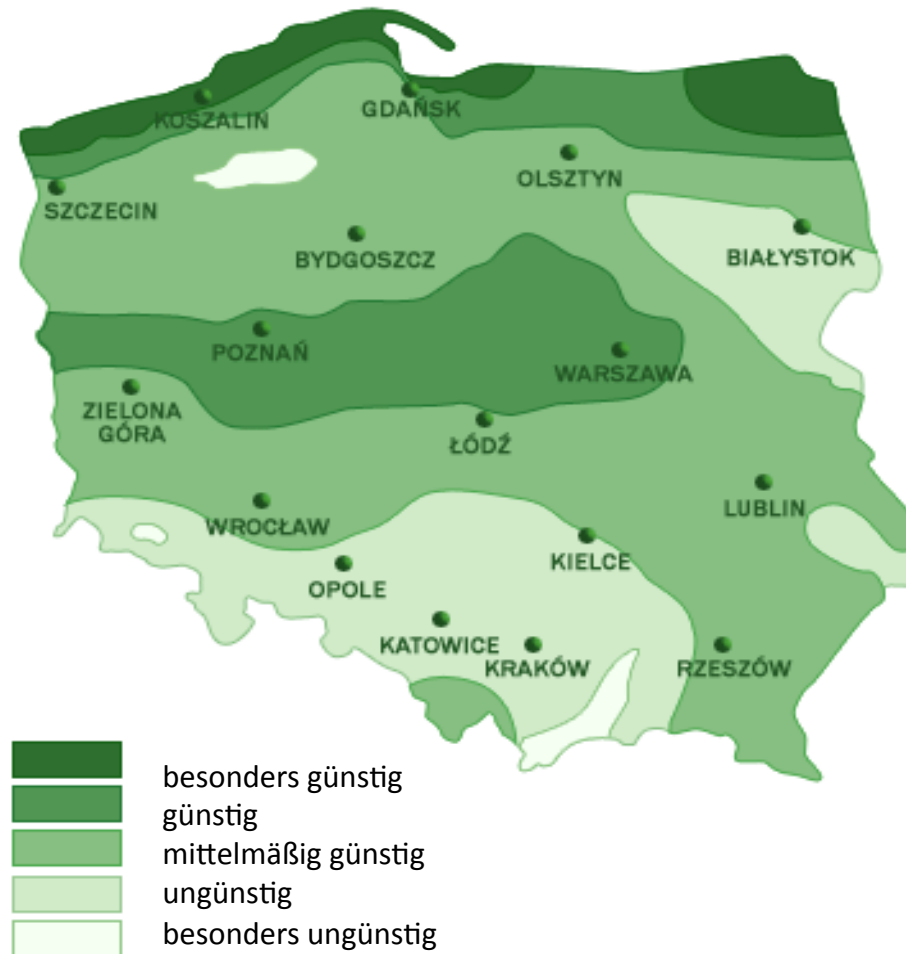 KOSZALIN
GDAŃSK
OLSZTYN
SZCZECIN
BYDGOSZCZ
BIAŁYSTOK
POZNAŃ
WARSZAWA
ZIELONA
GÓRA
ŁÓDŹ
LUBLIN
WROCŁAW
KIELCE
OPOLE
KATOWICE
KRAKÓW
RZESZÓW
besonders günstig
günstig
mittelmäßig günstig
ungünstig
besonders ungünstig